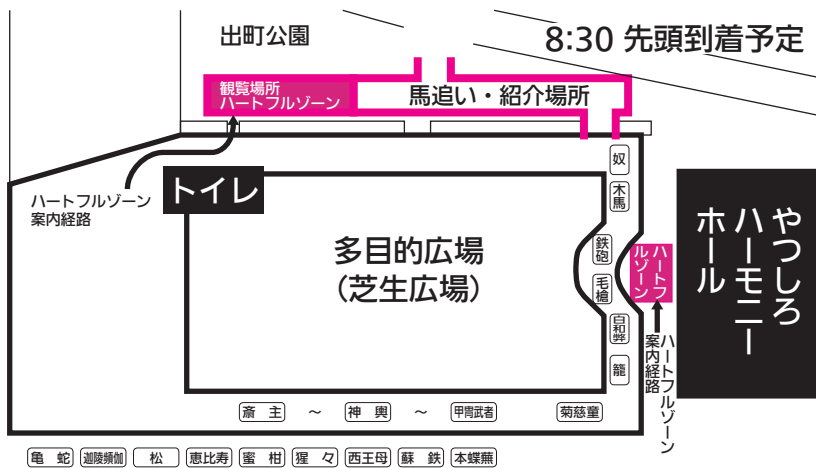 出町公園
8:30 先頭到着予定
観覧場所
ハートフルゾーン
馬追い・紹介場所
ハートフルゾーン
案内経路
トイレ
奴
木馬
鉄砲
毛槍
白和幣
籠
多目的広場
(芝生広場)
ハートフ
ルゾーン
やつしろ
ハーモニー
ホール
ハートフルゾーン
案内経路
斎 主 ～ 神 輿 ～ 甲冑武者 菊慈童
亀 蛇 迦陵頻伽 松 恵比寿 蜜 柑 猩 々 西王母 蘇 鉄 本蝶蕪